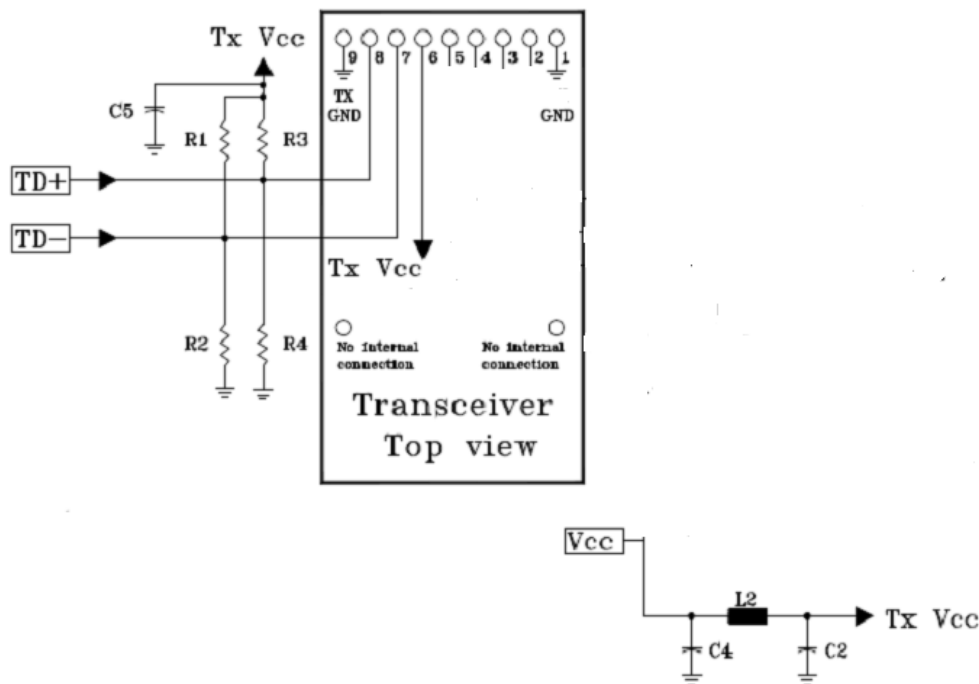 Tx Vcc
9 8 7 6 5 4 3 2 1
TX
GND
GND
C5
R1
R3
TD+
TD-
Tx Vcc
R2
R4
No internal
connection
No internal
connection
Transceiver
Top view
Vcc
L2
Tx Vcc
C4
C2